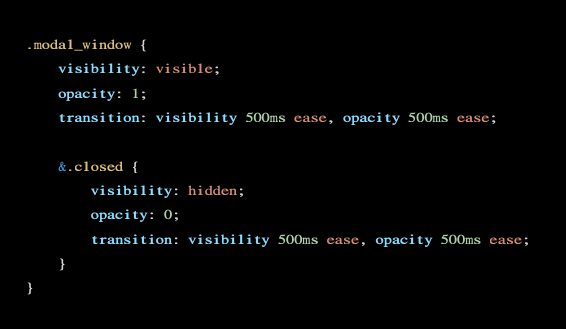 .modal_window {
    visibility: visible;
    opacity: 1;
    transition: visibility 500ms ease, opacity 500ms ease;

    &.closed {
        visibility: hidden;
        opacity: 0;
        transition: visibility 500ms ease, opacity 500ms ease;
    }
}